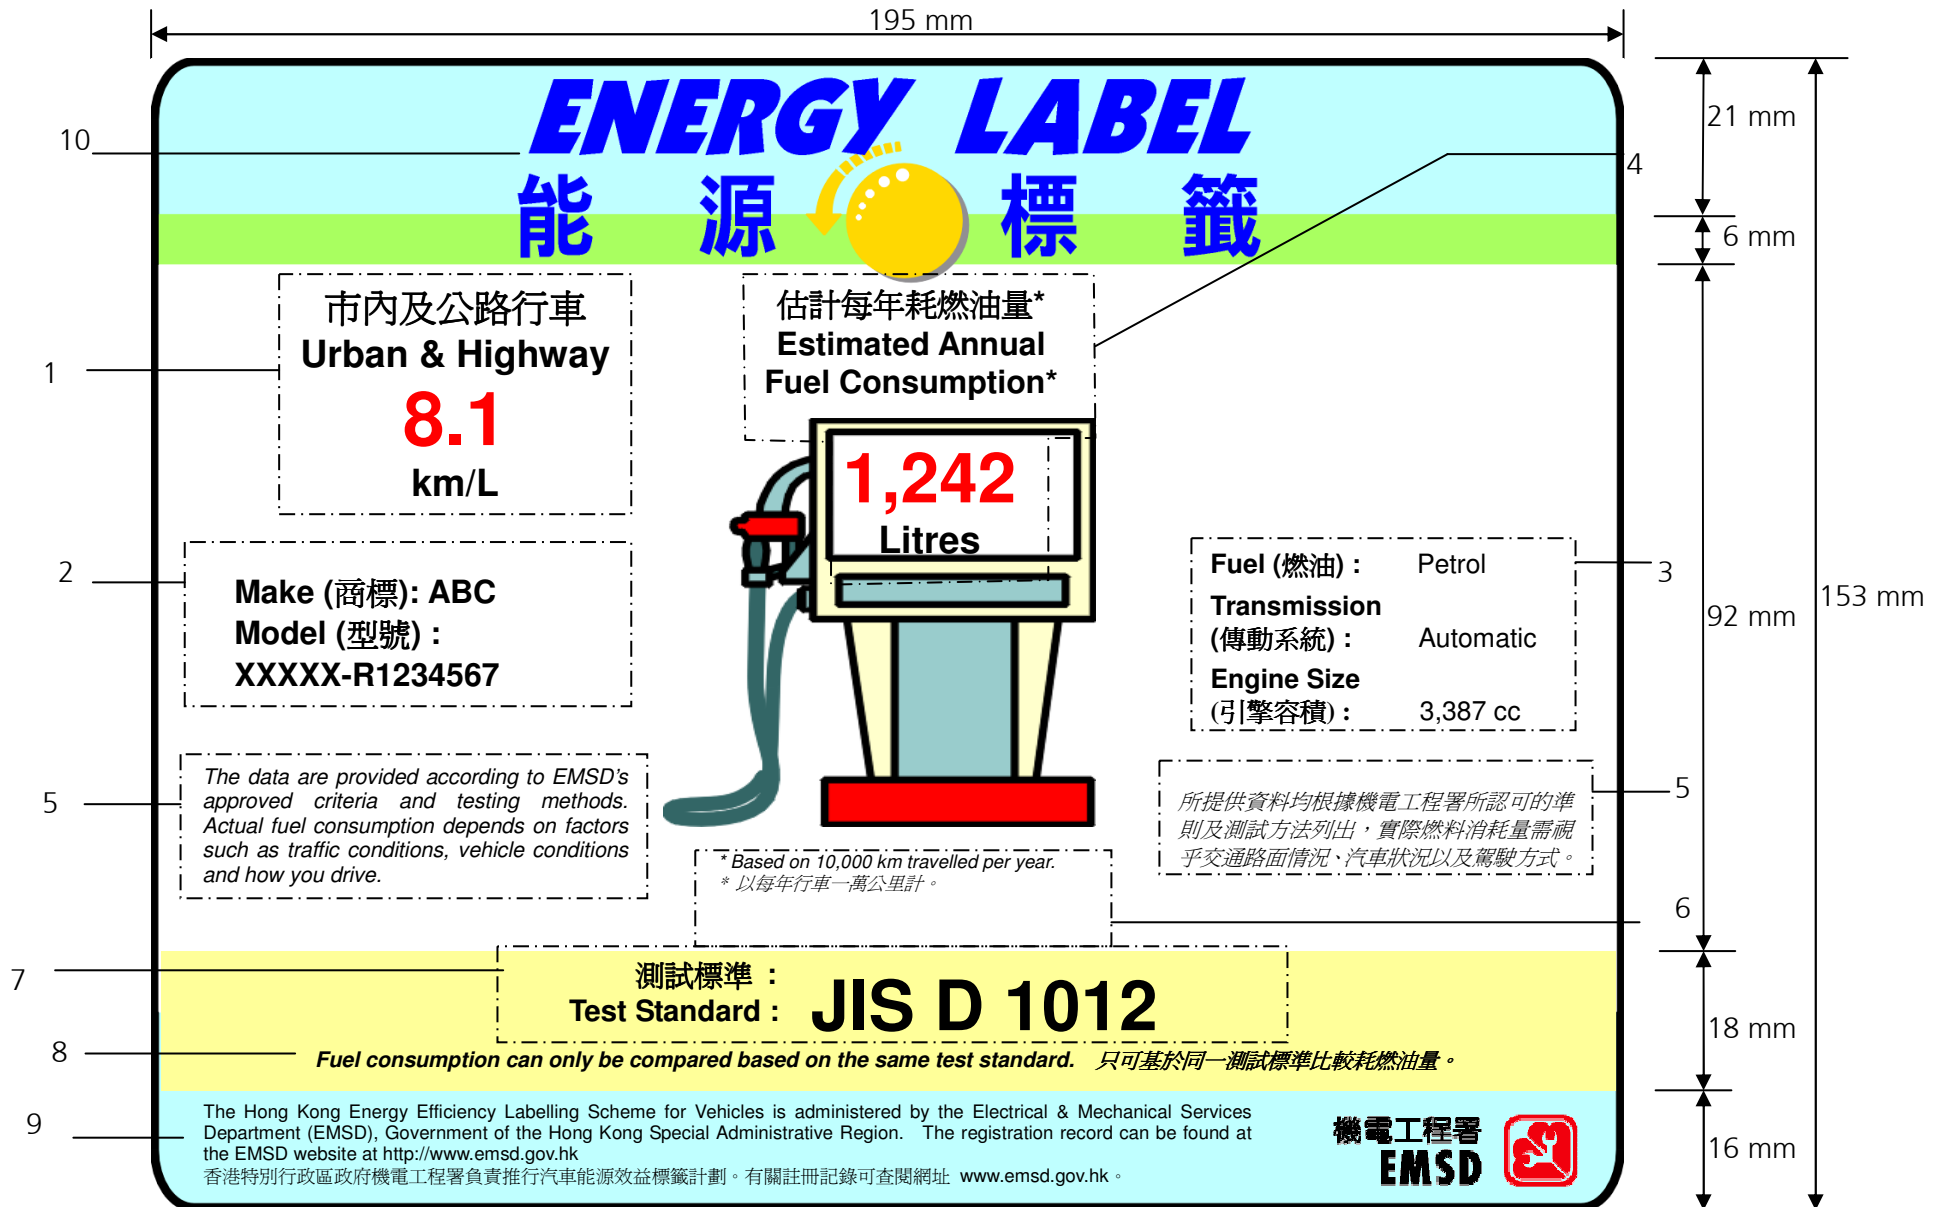 195 mm
ENERGY LABEL
能源標籤
21 mm
10
4
6 mm
市內及公路行車
Urban & Highway
8.1
km/L
1
估計每年耗燃油量*
Estimated Annual
Fuel Consumption*
1,242
Litres
2
Make (商標): ABC
Model (型號) :
XXXXX-R1234567
Fuel (燃油) : Petrol
Transmission
(傳動系統) : Automatic
Engine Size
(引擎容積) : 3,387 cc
3
92 mm
153 mm
5
The data are provided according to EMSD's
approved criteria and testing methods.
Actual fuel consumption depends on factors
such as traffic conditions, vehicle conditions
and how you drive.
所提供資料均根據機電工程署所認可的準
則及測試方法列出，實際燃料消耗量需視
乎交通路面情況、汽車狀況以及駕駛方式。
5
* Based on 10,000 km travelled per year.
* 以每年行車一萬公里計。
6
7
測試標準 :
Test Standard : JIS D 1012
18 mm
8
Fuel consumption can only be compared based on the same test standard. 只可基於同一測試標準比較耗燃油量。
9
The Hong Kong Energy Efficiency Labelling Scheme for Vehicles is administered by the Electrical & Mechanical Services
Department (EMSD), Government of the Hong Kong Special Administrative Region. The registration record can be found at
the EMSD website at http://www.emsd.gov.hk
香港特別行政區政府機電工程署負責推行汽車能源效益標籤計劃。有關註冊記錄可查閱網址 www.emsd.gov.hk。
機電工程署
EMSD
16 mm